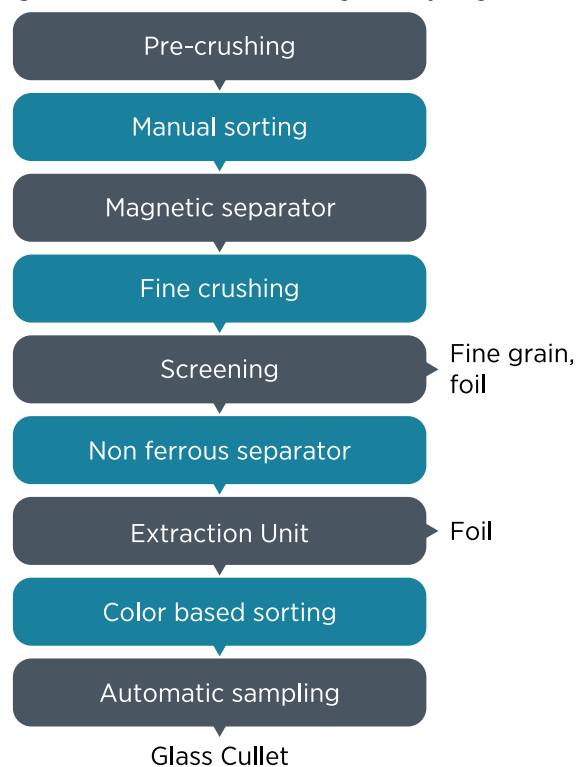 Pre-crushing
Manual sorting
Magnetic separator
Fine crushing
Screening
Fine grain,
foil
Non ferrous separator
Extraction Unit
Foil
Color based sorting
Automatic sampling
Glass Cullet